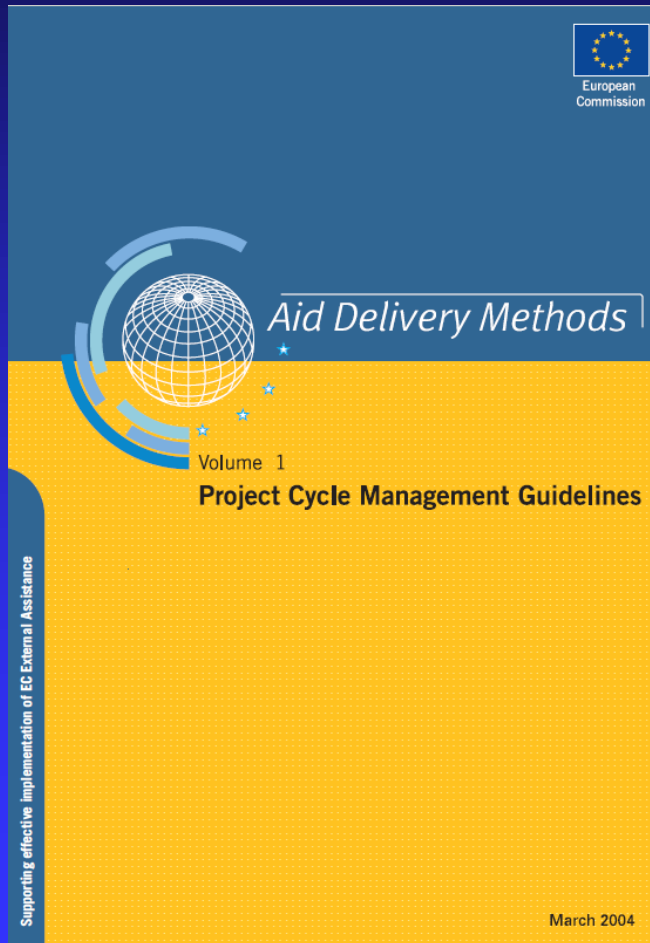 European
Commission
Aid Delivery Methods
Volume 1
Project Cycle Management Guidelines
Supporting effective implementation of EC External Assistance
March 2004